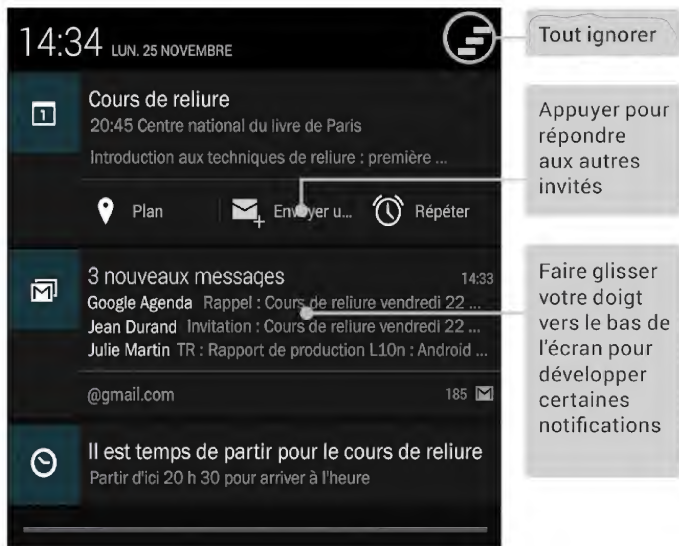 14:34 LUN. 25 NOVEMBRE
Tout ignorer
1
Cours de reliure
20:45 Centre national du livre de Paris
Introduction aux techniques de reliure : première ...
Plan
Envoyer u...
Répéter
Appuyer pour
répondre
aux autres
invités
3 nouveaux messages 14:33
Google Agenda Rappel : Cours de reliure vendredi 22 ...
Jean Durand Invitation : Cours de reliure vendredi 22 ...
Julie Martin TR : Rapport de production L10n : Android ...
@gmail.com 185
Faire glisser
votre doigt
vers le bas de
l'écran pour
développer
certaines
notifications
Il est temps de partir pour le cours de reliure
Partir d'ici 20 h 30 pour arriver à l'heure